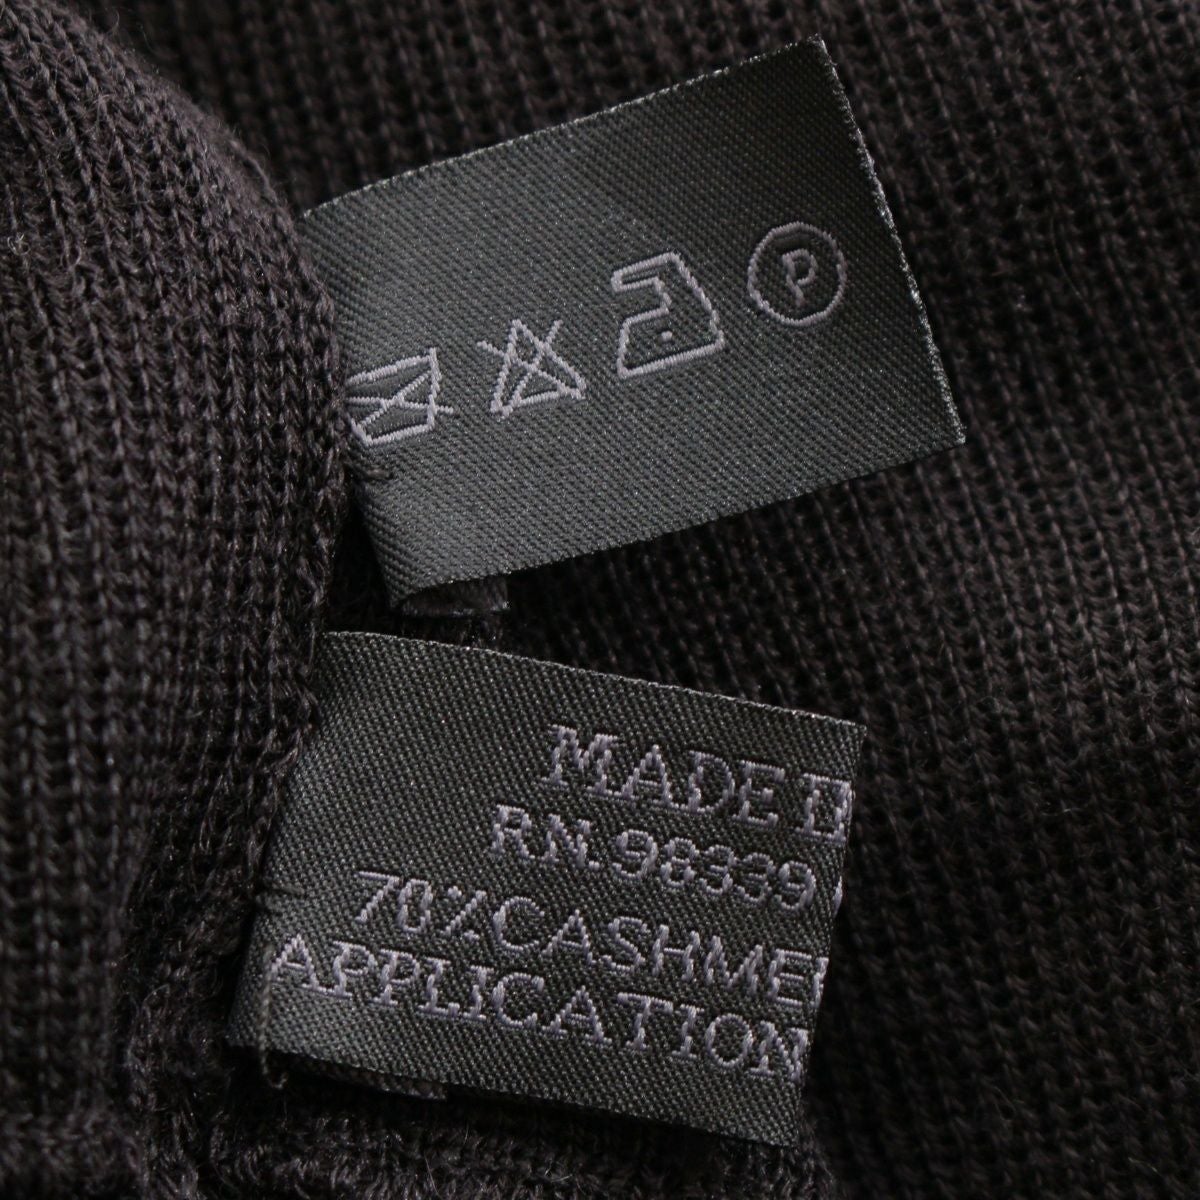 P
MADE
RN.98339
70%CASHME
APPLICATION